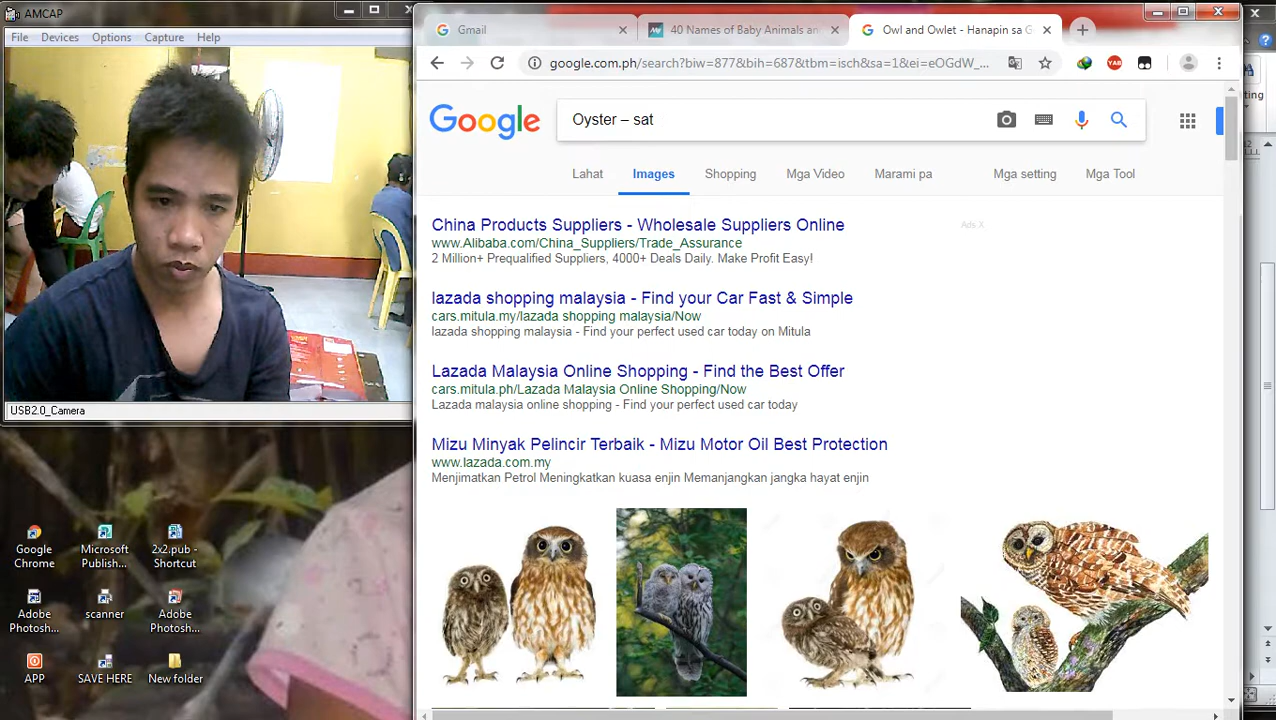 AMCAP
File Devices Options Capture Help
USB2.0_Camera
Google Chrome
Microsoft Publish...
2x2.pub - Shortcut
Adobe Photosh...
scanner
Adobe Photosh...
APP
SAVE HERE
New folder
Gmail
40 Names of Baby Animals a
Owl and Owlet - Hanapin sa G
google.com.ph/search?biw=877&bih=687&tbm=isch&sa=1&ei=eOGdW_...
YAB
Google
Oyster – sat
Lahat Images Shopping Mga Video Marami pa Mga setting Mga Tool
China Products Suppliers - Wholesale Suppliers Online
Ads X
www.Alibaba.com/China_Suppliers/Trade_Assurance
2 Million+ Prequalified Suppliers, 4000+ Deals Daily. Make Profit Easy!
lazada shopping malaysia - Find your Car Fast & Simple
cars.mitula.my/lazada shopping malaysia/Now
lazada shopping malaysia - Find your perfect used car today on Mitula
Lazada Malaysia Online Shopping - Find the Best Offer
cars.mitula.ph/Lazada Malaysia Online Shopping/Now
Lazada malaysia online shopping - Find your perfect used car today
Mizu Minyak Pelincir Terbaik - Mizu Motor Oil Best Protection
www.lazada.com.my
Menjimatkan Petrol Meningkatkan kuasa enjin Memanjangkan jangka hayat enjin
ting